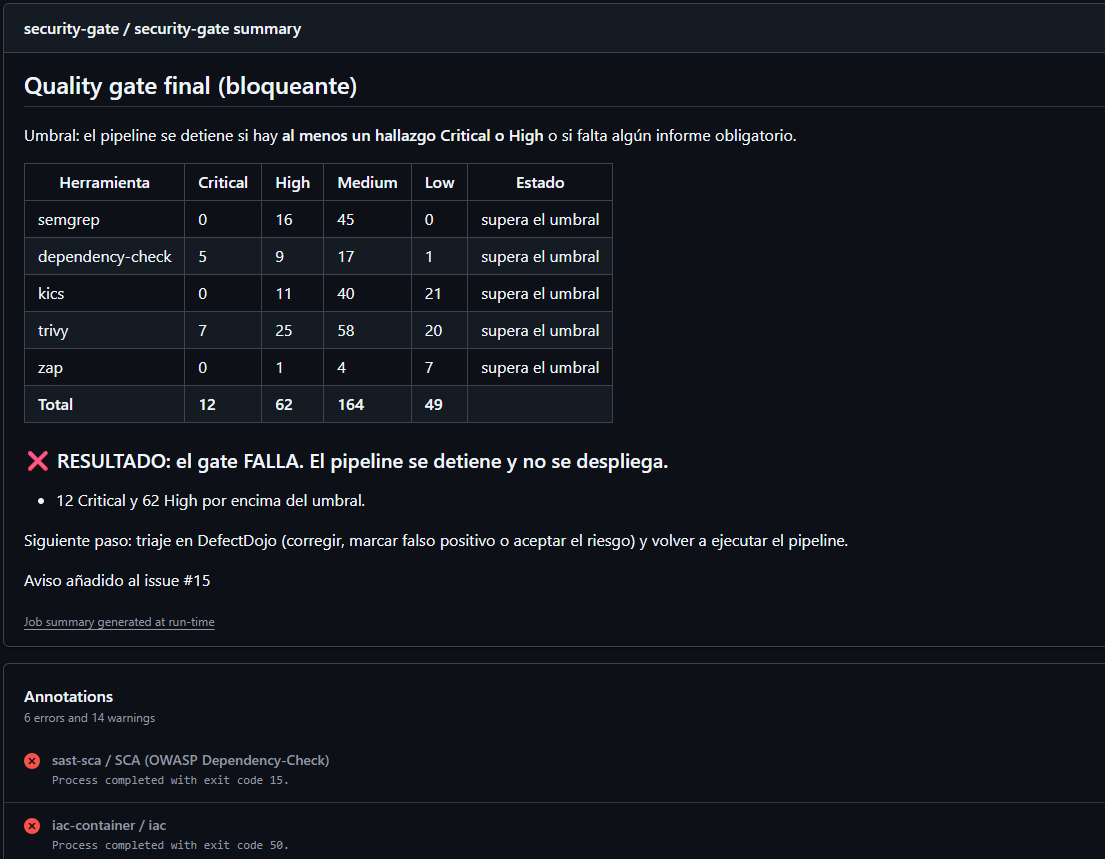 security-gate / security-gate summary
Quality gate final (bloqueante)
Umbral: el pipeline se detiene si hay al menos un hallazgo Critical o High o si falta algún informe obligatorio.
Herramienta Critical High Medium Low Estado
semgrep 0 16 45 0 supera el umbral
dependency-check 5 9 17 1 supera el umbral
kics 0 11 40 21 supera el umbral
trivy 7 25 58 20 supera el umbral
zap 0 1 4 7 supera el umbral
Total 12 62 164 49
❌ RESULTADO: el gate FALLA. El pipeline se detiene y no se despliega.
• 12 Critical y 62 High por encima del umbral.
Siguiente paso: triaje en DefectDojo (corregir, marcar falso positivo o aceptar el riesgo) y volver a ejecutar el pipeline.
Aviso añadido al issue #15
Job summary generated at run-time
Annotations
6 errors and 14 warnings
sast-sca / SCA (OWASP Dependency-Check)
Process completed with exit code 15.
iac-container / iac
Process completed with exit code 50.